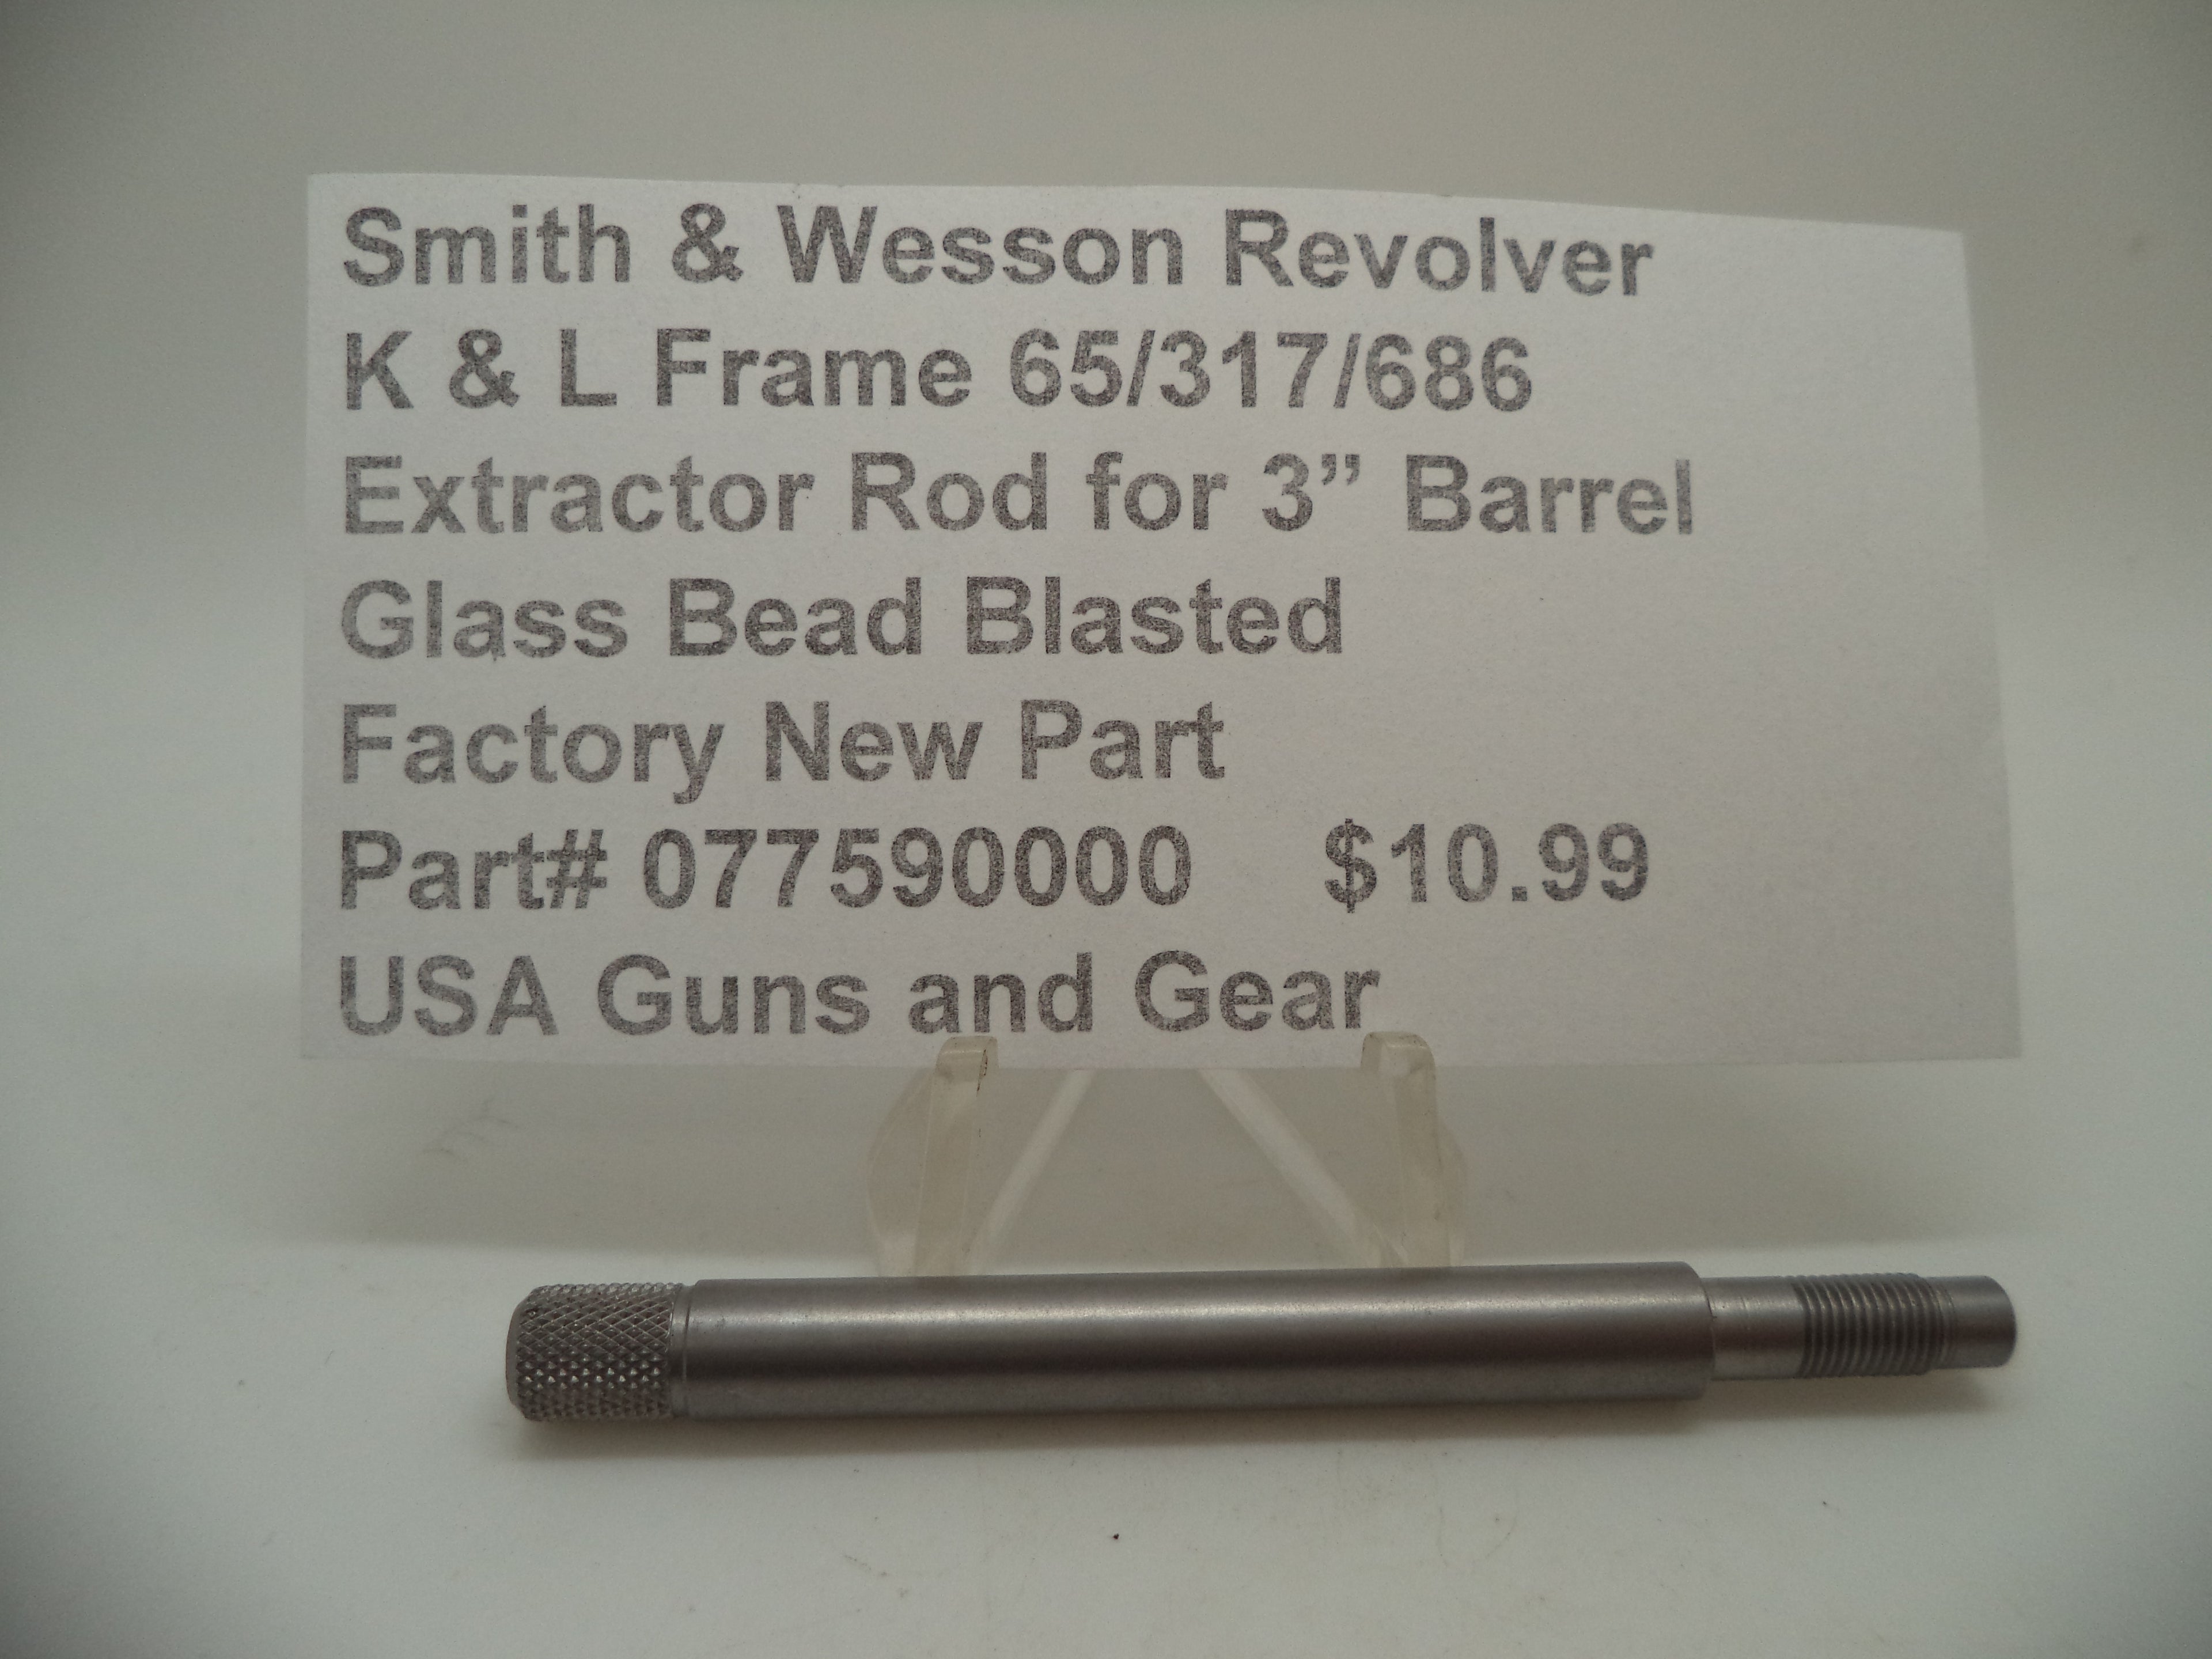 Smith & Wesson Revolver
K & L Frame 65/317/686
Extractor Rod for 3” Barrel
Glass Bead Blasted
Factory New Part
Part# 077590000 $10.99
USA Guns and Gear